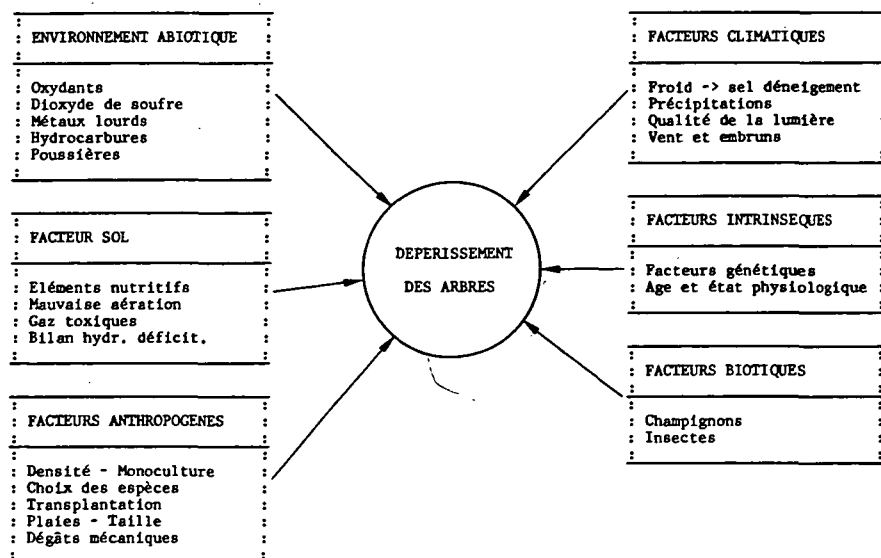 ENVIRONNEMENT ABIOTIQUE
Oxydants
Dioxyde de soufre
Métaux lourds
Hydrocarbures
Poussières
FACTEUR SOL
Eléments nutritifs
Mauvaise aération
Gaz toxiques
Bilan hydr. déficit.
FACTEURS ANTHROPOGENES
Densité - Monoculture
Choix des espèces
Transplantation
Plaies - Taille
Dégâts mécaniques
DEPERISSEMENT
DES ARBRES
FACTEURS CLIMATIQUES
Froid -> sel déneigement
Précipitations
Qualité de la lumière
Vent et embruns
FACTEURS INTRINSEQUES
Facteurs génétiques
Age et état physiologique
FACTEURS BIOTIQUES
Champignons
Insectes